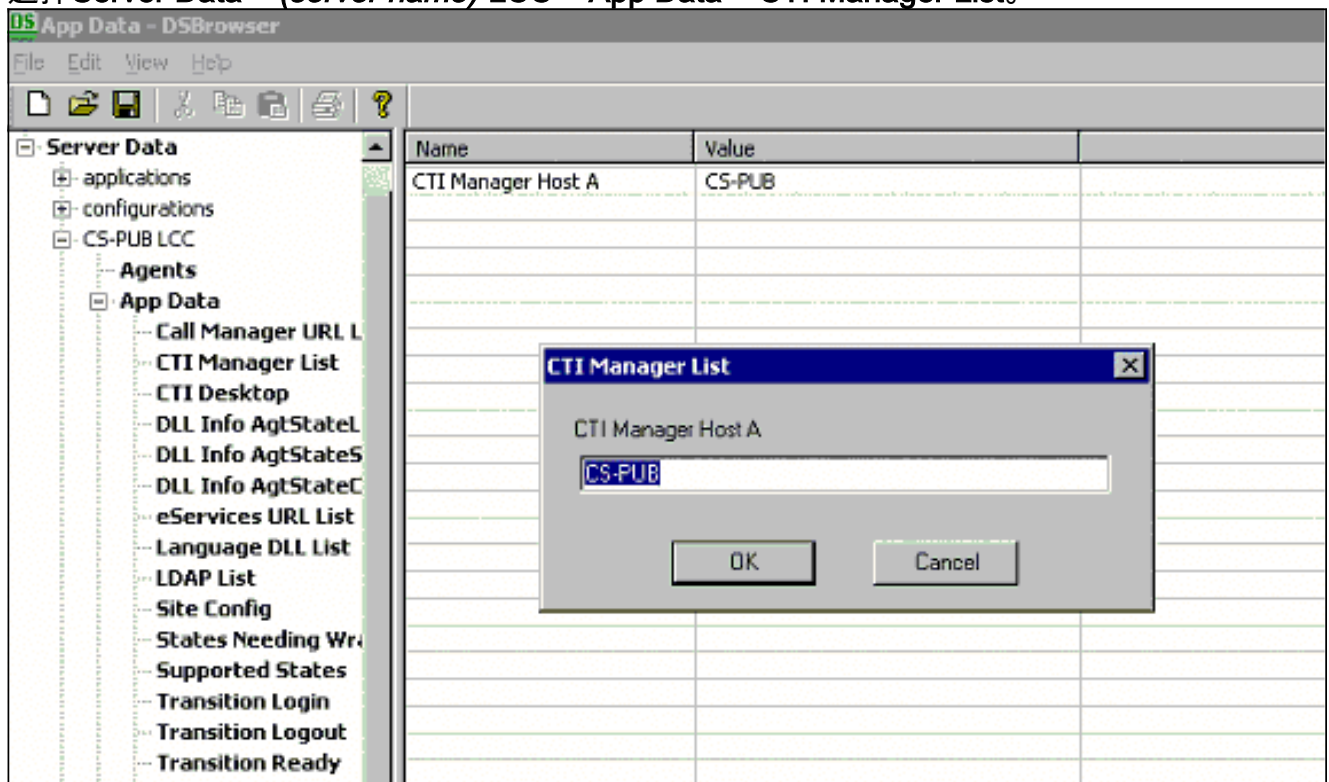 App Data - DSBrowser
File Edit View Help
Server Data
applications
configurations
CS-PUB LCC
Agents
App Data
Call Manager URL L
CTI Manager List
CTI Desktop
DLL Info AgtStateL
DLL Info AgtStateS
DLL Info AgtStateC
eServices URL List
Language DLL List
LDAP List
Site Config
States Needing Wr
Supported States
Transition Login
Transition Logout
Transition Ready
Name Value
CTI Manager Host A CS-PUB
CTI Manager List
CTI Manager Host A
CS-PUB
OK Cancel